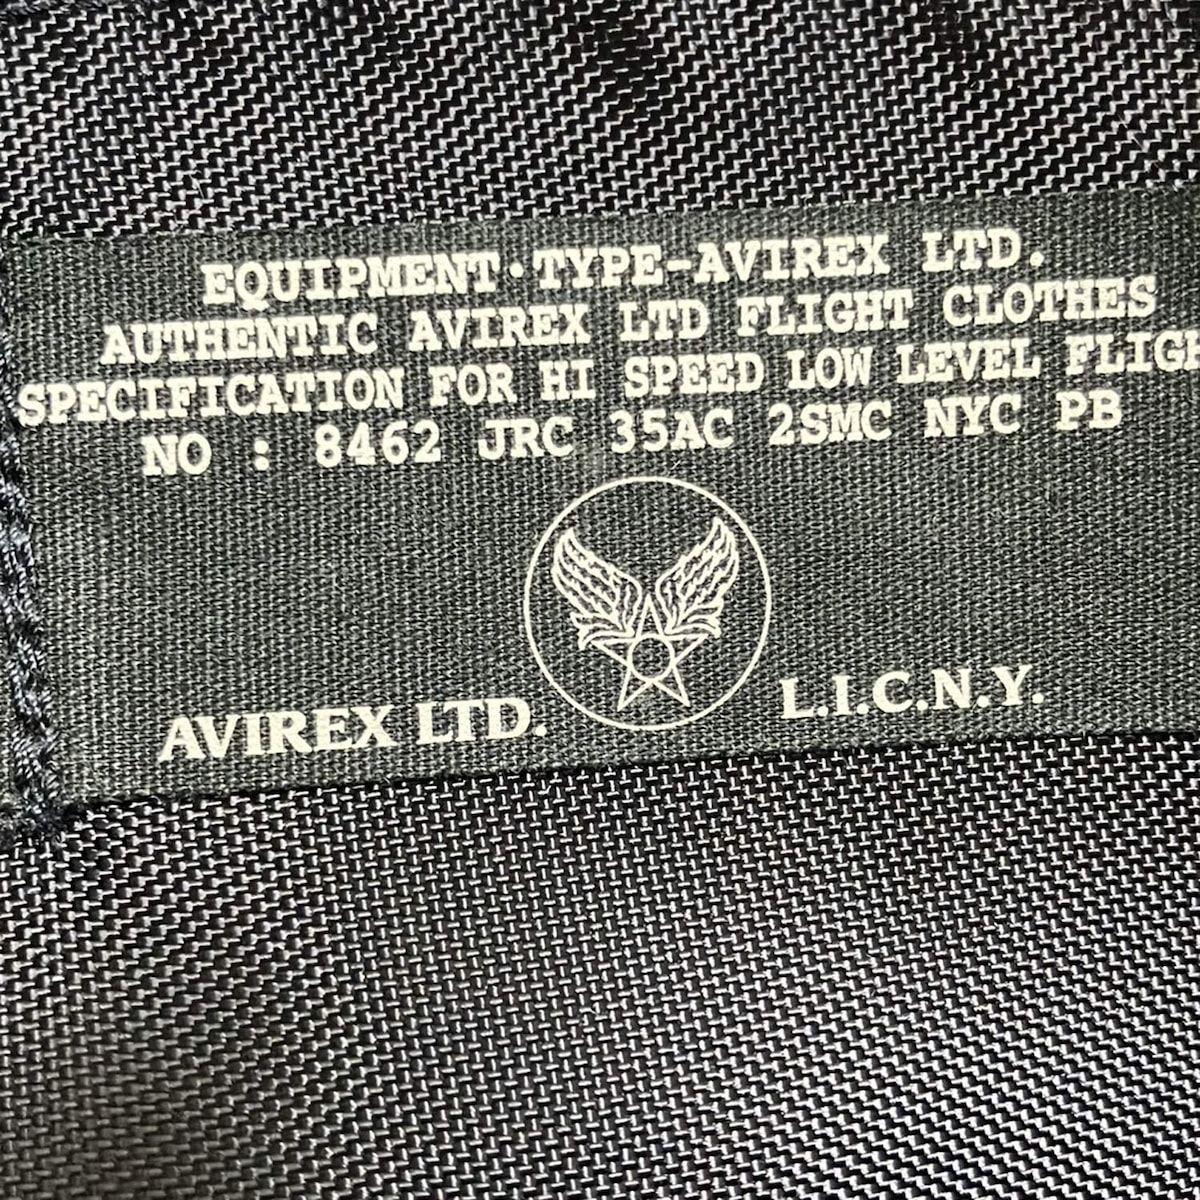 EQUIPMENT·TYPE-AVIREX LTD.
AUTHENTIC AVIREX LTD FLIGHT CLOTHES
SPECIFICATION FOR HI SPEED LOW LEVEL FLIGH
NO : 8462 JRC 35AC 2SMC NYC PB
AVIREX LTD. L.I.C.N.Y.